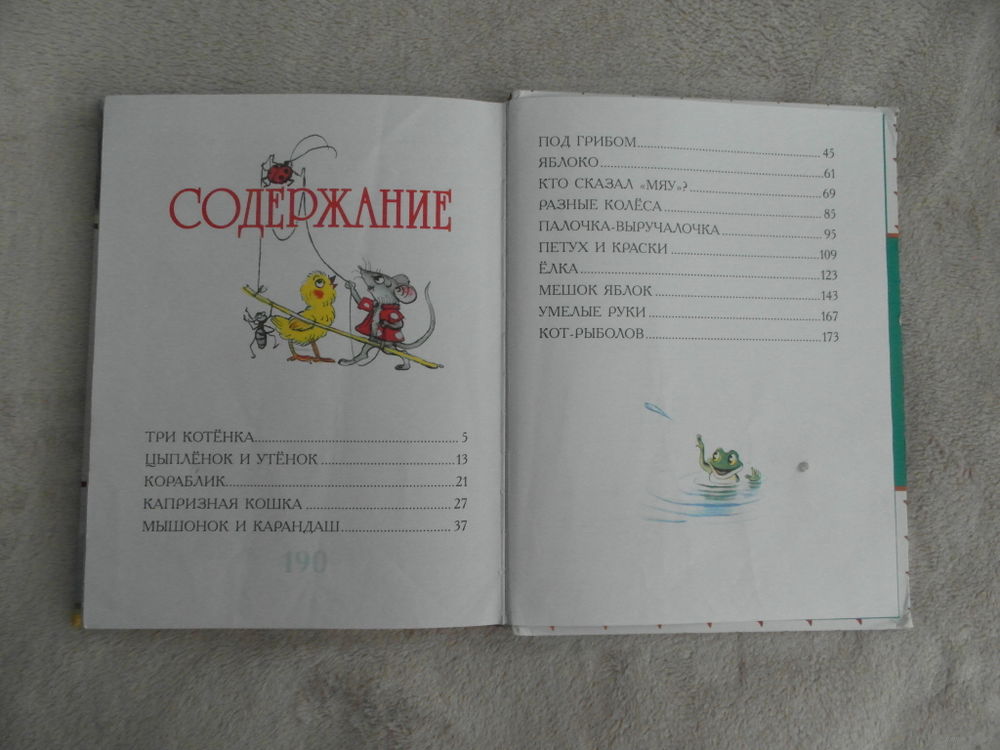 СОДЕРЖАНИЕ
ТРИ КОТЁНКА 5
ЦЫПЛЁНОК И УТЁНОК 13
КОРАБЛИК 21
КАПРИЗНАЯ КОШКА 27
МЫШОНОК И КАРАНДАШ 37
190
ПОД ГРИБОМ 45
ЯБЛОКО 61
КТО СКАЗАЛ «МЯУ»? 69
РАЗНЫЕ КОЛЁСА 85
ПАЛОЧКА-ВЫРУЧАЛОЧКА 95
ПЕТУХ И КРАСКИ 109
ЁЛКА 123
МЕШОК ЯБЛОК 143
УМЕЛЫЕ РУКИ 167
КОТ-РЫБОЛОВ 173